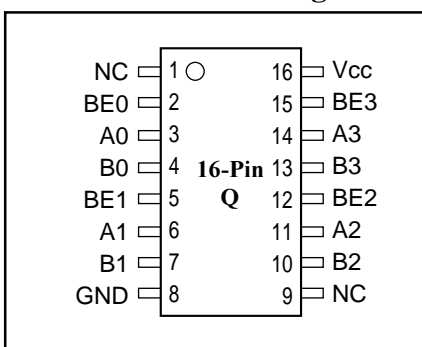 NC 1 16 Vcc
BE0 2 15 BE3
A0 3 14 A3
B0 4 16-Pin 13 B3
BE1 5 Q 12 BE2
A1 6 11 A2
B1 7 10 B2
GND 8 9 NC